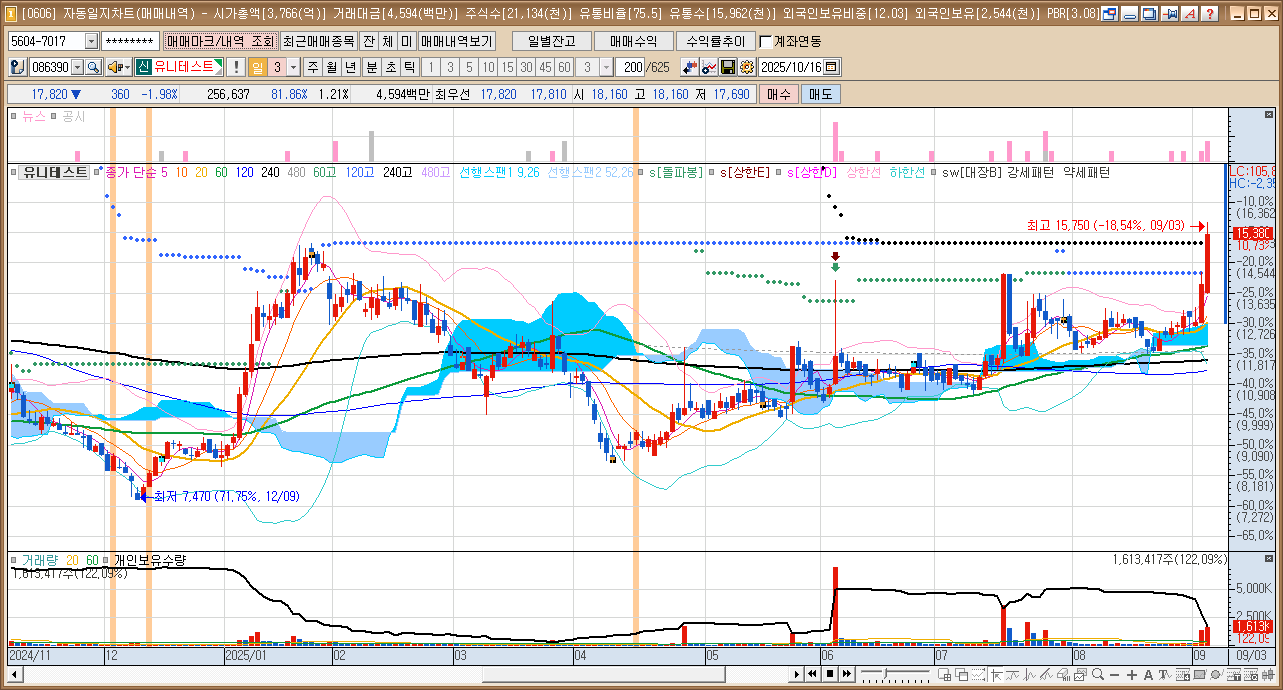 [0606] 자동일지차트(매매내역) - 시가총액[3,766(억)] 거래대금[4,594(백만)] 주식수[21,134(천)] 유통비율[75.5] 유통수[15,962(천)] 외국인보유비중[12.03] 외국인보유[2,544(천)] PBR[3.08]
5604-7017 ******** 매매마크/내역 조회 최근매매종목 잔 체 미 매매내역보기 일별잔고 매매수익 수익률추이 계좌연동
086390 신 유니테스트 ! 일 3 주 월 년 분 초 틱 1 3 5 10 15 30 45 60 3 200 /625 2025/10/16
17,820 ▼ 360 -1.98% 256,637 81.86% 1.21% 4,594백만 최우선 17,820 17,810 시 18,160 고 18,160 저 17,690 매수 매도
뉴스 공시
유니테스트 종가 단순 5 10 20 60 120 240 480 60고 120고 240고 480고 선행스팬1 9,26 선행스팬2 52,26 s[돌파봉] s[상한E] s[상한D] 상한선 하한선 sw[대장B] 강세패턴 약세패턴
LC:105,8
HC:-2,35
-10,0%
(16,362
최고 15,750 (-18,54%, 09/03)
15,380
10,73%
-20,0%
(14,544
-25,0%
(13,635
-30,0%
(12,726
-35,0%
(11,817
-40,0%
(10,908
-45,0%
(9,999)
-50,0%
(9,090)
-55,0%
(8,181)
최저 7,470 (71,75%, 12/09)
-60,0%
(7,272)
-65,0%
거래량 20 60 개인보유수량
1,613,417주(122,09%)
1,613,417주(122,09%)
5,000K
2,500K
1,613K
122,09
2024/11 12 2025/01 02 03 04 05 06 07 08 09 09/03